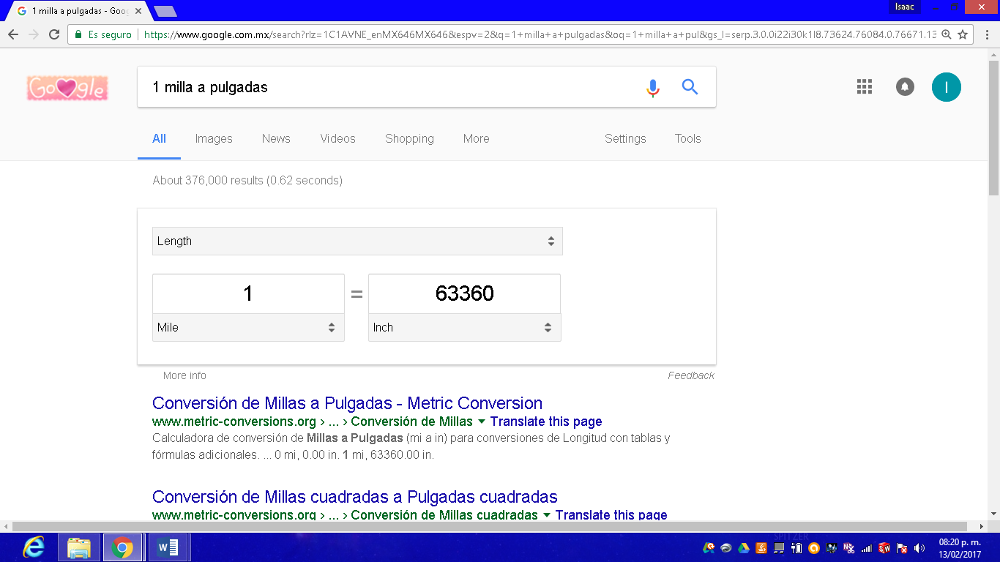 1 milla a pulgadas - Goog
Isaac
Es seguro
https://www.google.com.mx/search?rlz=1C1AVNE_enMX646MX646&espv=2&q=1+milla+a+pulgadas&oq=1+milla+a+pul&gs_l=serp.3.0.0i22i30k1l8.73624.76084.0.76671.13
Google
1 milla a pulgadas
I
All Images News Videos Shopping More Settings Tools
About 376,000 results (0.62 seconds)
Length
1 = 63360
Mile Inch
More info Feedback
Conversión de Millas a Pulgadas - Metric Conversion
www.metric-conversions.org › ... › Conversión de Millas ▼ Translate this page
Calculadora de conversión de Millas a Pulgadas (mi a in) para conversiones de Longitud con tablas y
fórmulas adicionales. ... 0 mi, 0.00 in. 1 mi, 63360.00 in.
Conversión de Millas cuadradas a Pulgadas cuadradas
www.metric-conversions.org › ... › Conversión de Millas cuadradas ▼ Translate this page
SPITZER
08:20 p. m.
13/02/2017